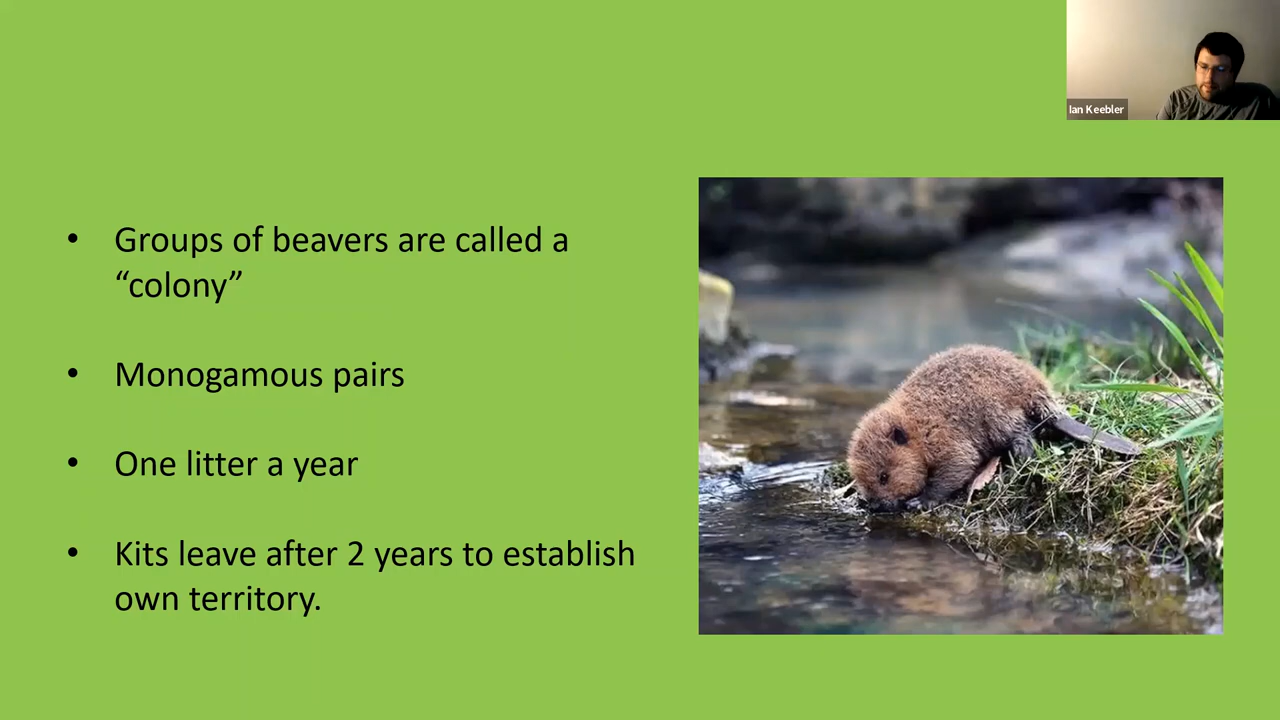 Ian Keebler
• Groups of beavers are called a
“colony”
• Monogamous pairs
• One litter a year
• Kits leave after 2 years to establish
own territory.